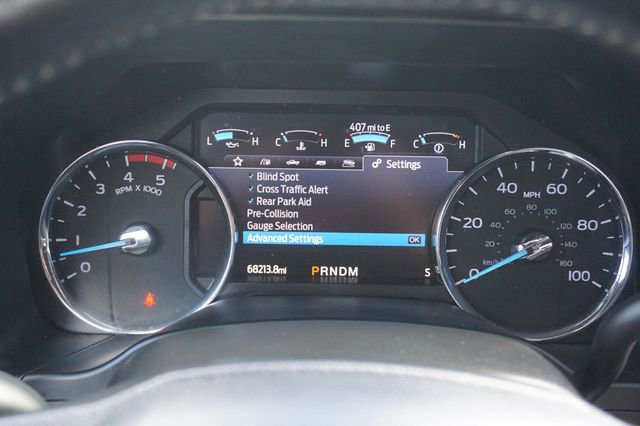 407 mi to E
L H C H E F C H
Settings
Blind Spot
Cross Traffic Alert
Rear Park Aid
Pre-Collision
Gauge Selection
Advanced Settings OK
68213.8mi PRNDM S
0 1 2 3 4 5
RPM X 1000
0 20 40 60 80 100
MPH
20 40 60 80 100 120 140 160
km/h